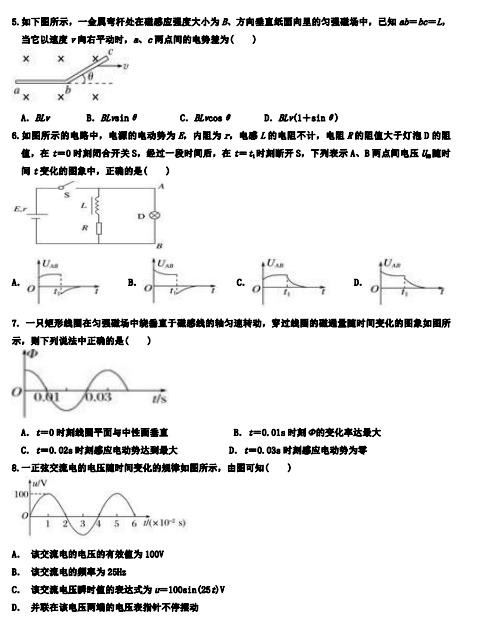 5.如下图所示，一金属弯杆处在磁感应强度大小为B、方向垂直纸面向里的匀强磁场中，已知ab＝bc＝L，
当它以速度v向右平动时，a、c两点间的电势差为(　　)
× × × c
v
θ
a b
× × ×
A．BLv B．BLvsinθ C．BLvcosθ D．BLv(1＋sinθ)
6.如图所示的电路中，电源的电动势为E，内阻为r，电感L的电阻不计，电阻R的阻值大于灯泡D的阻
值，在t＝0时刻闭合开关S，经过一段时间后，在t＝t₁时刻断开S，下列表示A、B两点间电压UAB随时
间t变化的图象中，正确的是(　　)
S A
E,r L D
R
B
A． UAB O t₁ t B． UAB O t₁ t C． UAB O t₁ t D． UAB O t₁ t
7．一只矩形线圈在匀强磁场中绕垂直于磁感线的轴匀速转动，穿过线圈的磁通量随时间变化的图象如图所
示，则下列说法中正确的是(　　)
Φ
O 0.01 0.03 t/s
A．t＝0时刻线圈平面与中性面垂直 B．t＝0.01s时刻Φ的变化率达最大
C．t＝0.02s时刻感应电动势达到最大 D．t＝0.03s时刻感应电动势为零
8.一正弦交流电的电压随时间变化的规律如图所示，由图可知(　　)
u/V
100
O 1 2 3 4 5 6 t/(×10⁻² s)
A． 该交流电的电压的有效值为100V
B． 该交流电的频率为25Hz
C． 该交流电压瞬时值的表达式为u＝100sin(25t)V
D． 并联在该电压两端的电压表指针不停摆动